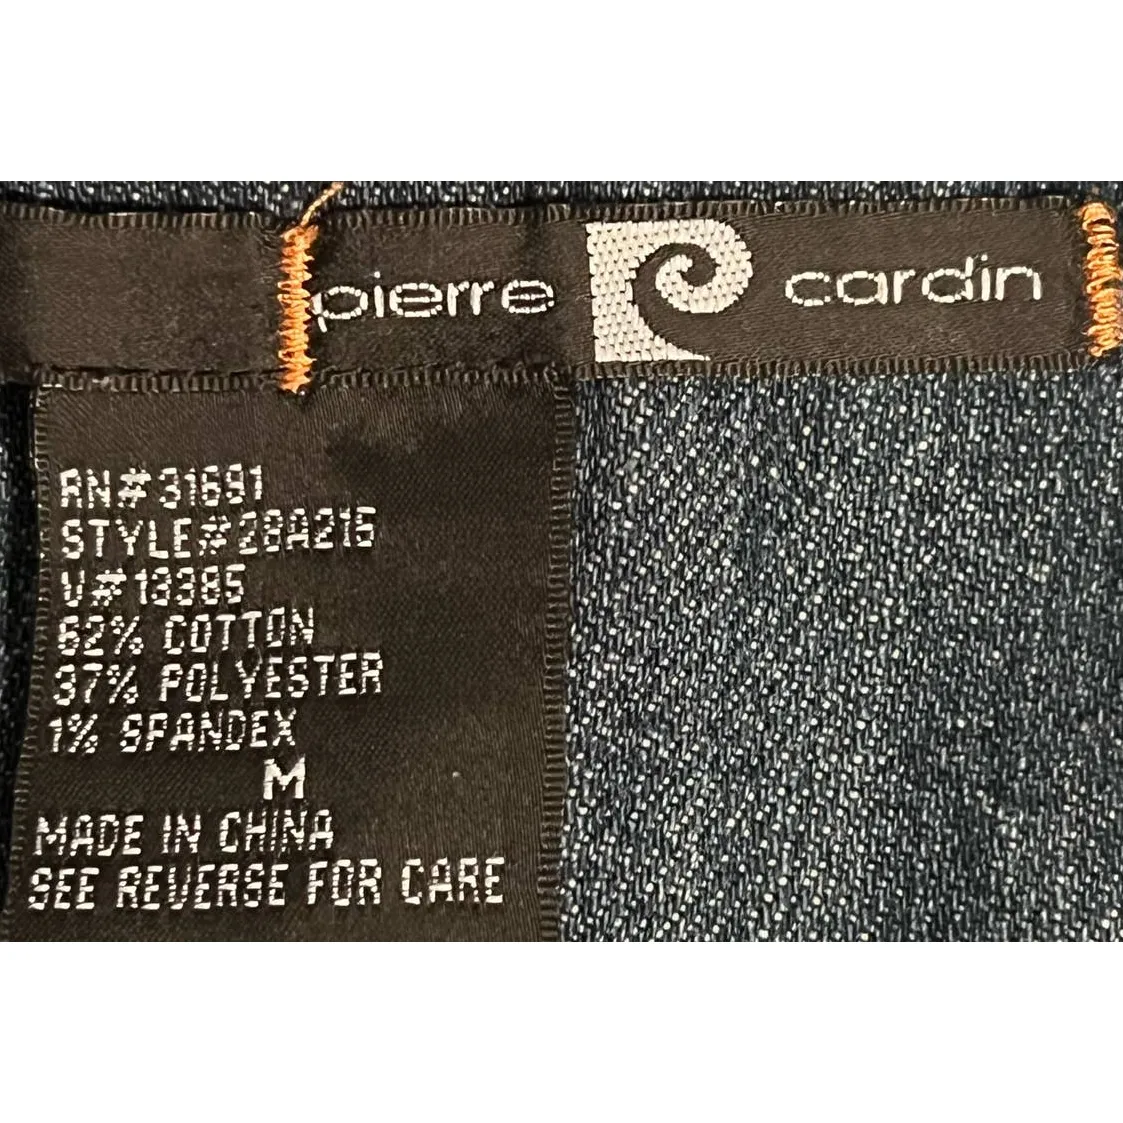 pierre cardin
RN#31691
STYLE#28A215
V#13385
62% COTTON
37% POLYESTER
1% SPANDEX
M
MADE IN CHINA
SEE REVERSE FOR CARE